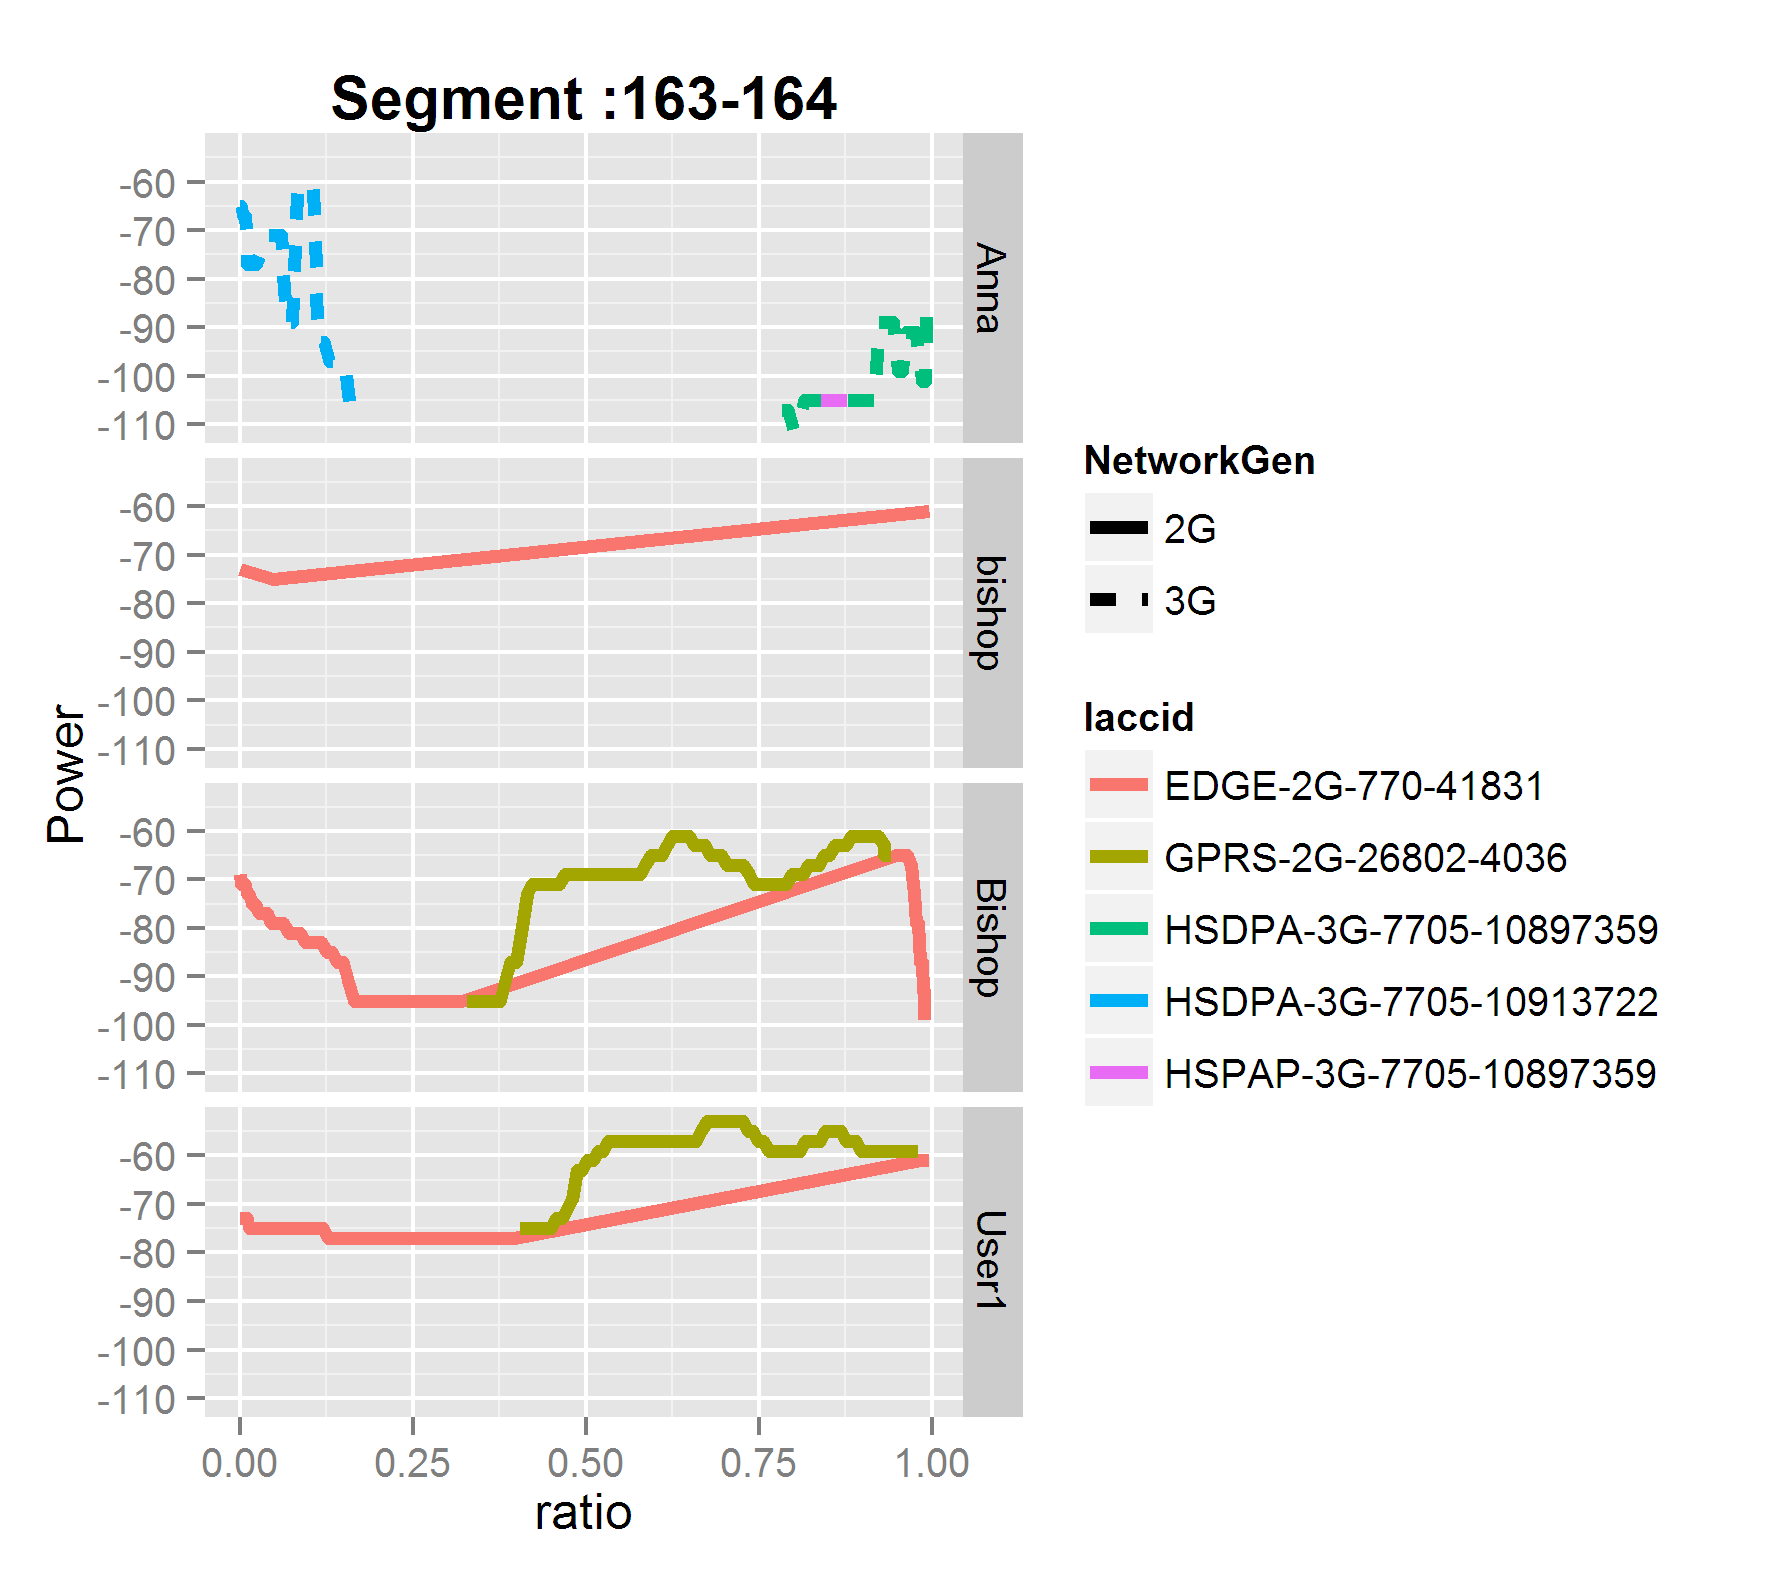 Segment :163-164
Power
-60
-70
-80
-90
-100
-110
Anna
-60
-70
-80
-90
-100
-110
bishop
-60
-70
-80
-90
-100
-110
Bishop
-60
-70
-80
-90
-100
-110
User1
0.00 0.25 0.50 0.75 1.00
ratio
NetworkGen
2G
3G
laccid
EDGE-2G-770-41831
GPRS-2G-26802-4036
HSDPA-3G-7705-10897359
HSDPA-3G-7705-10913722
HSPAP-3G-7705-10897359